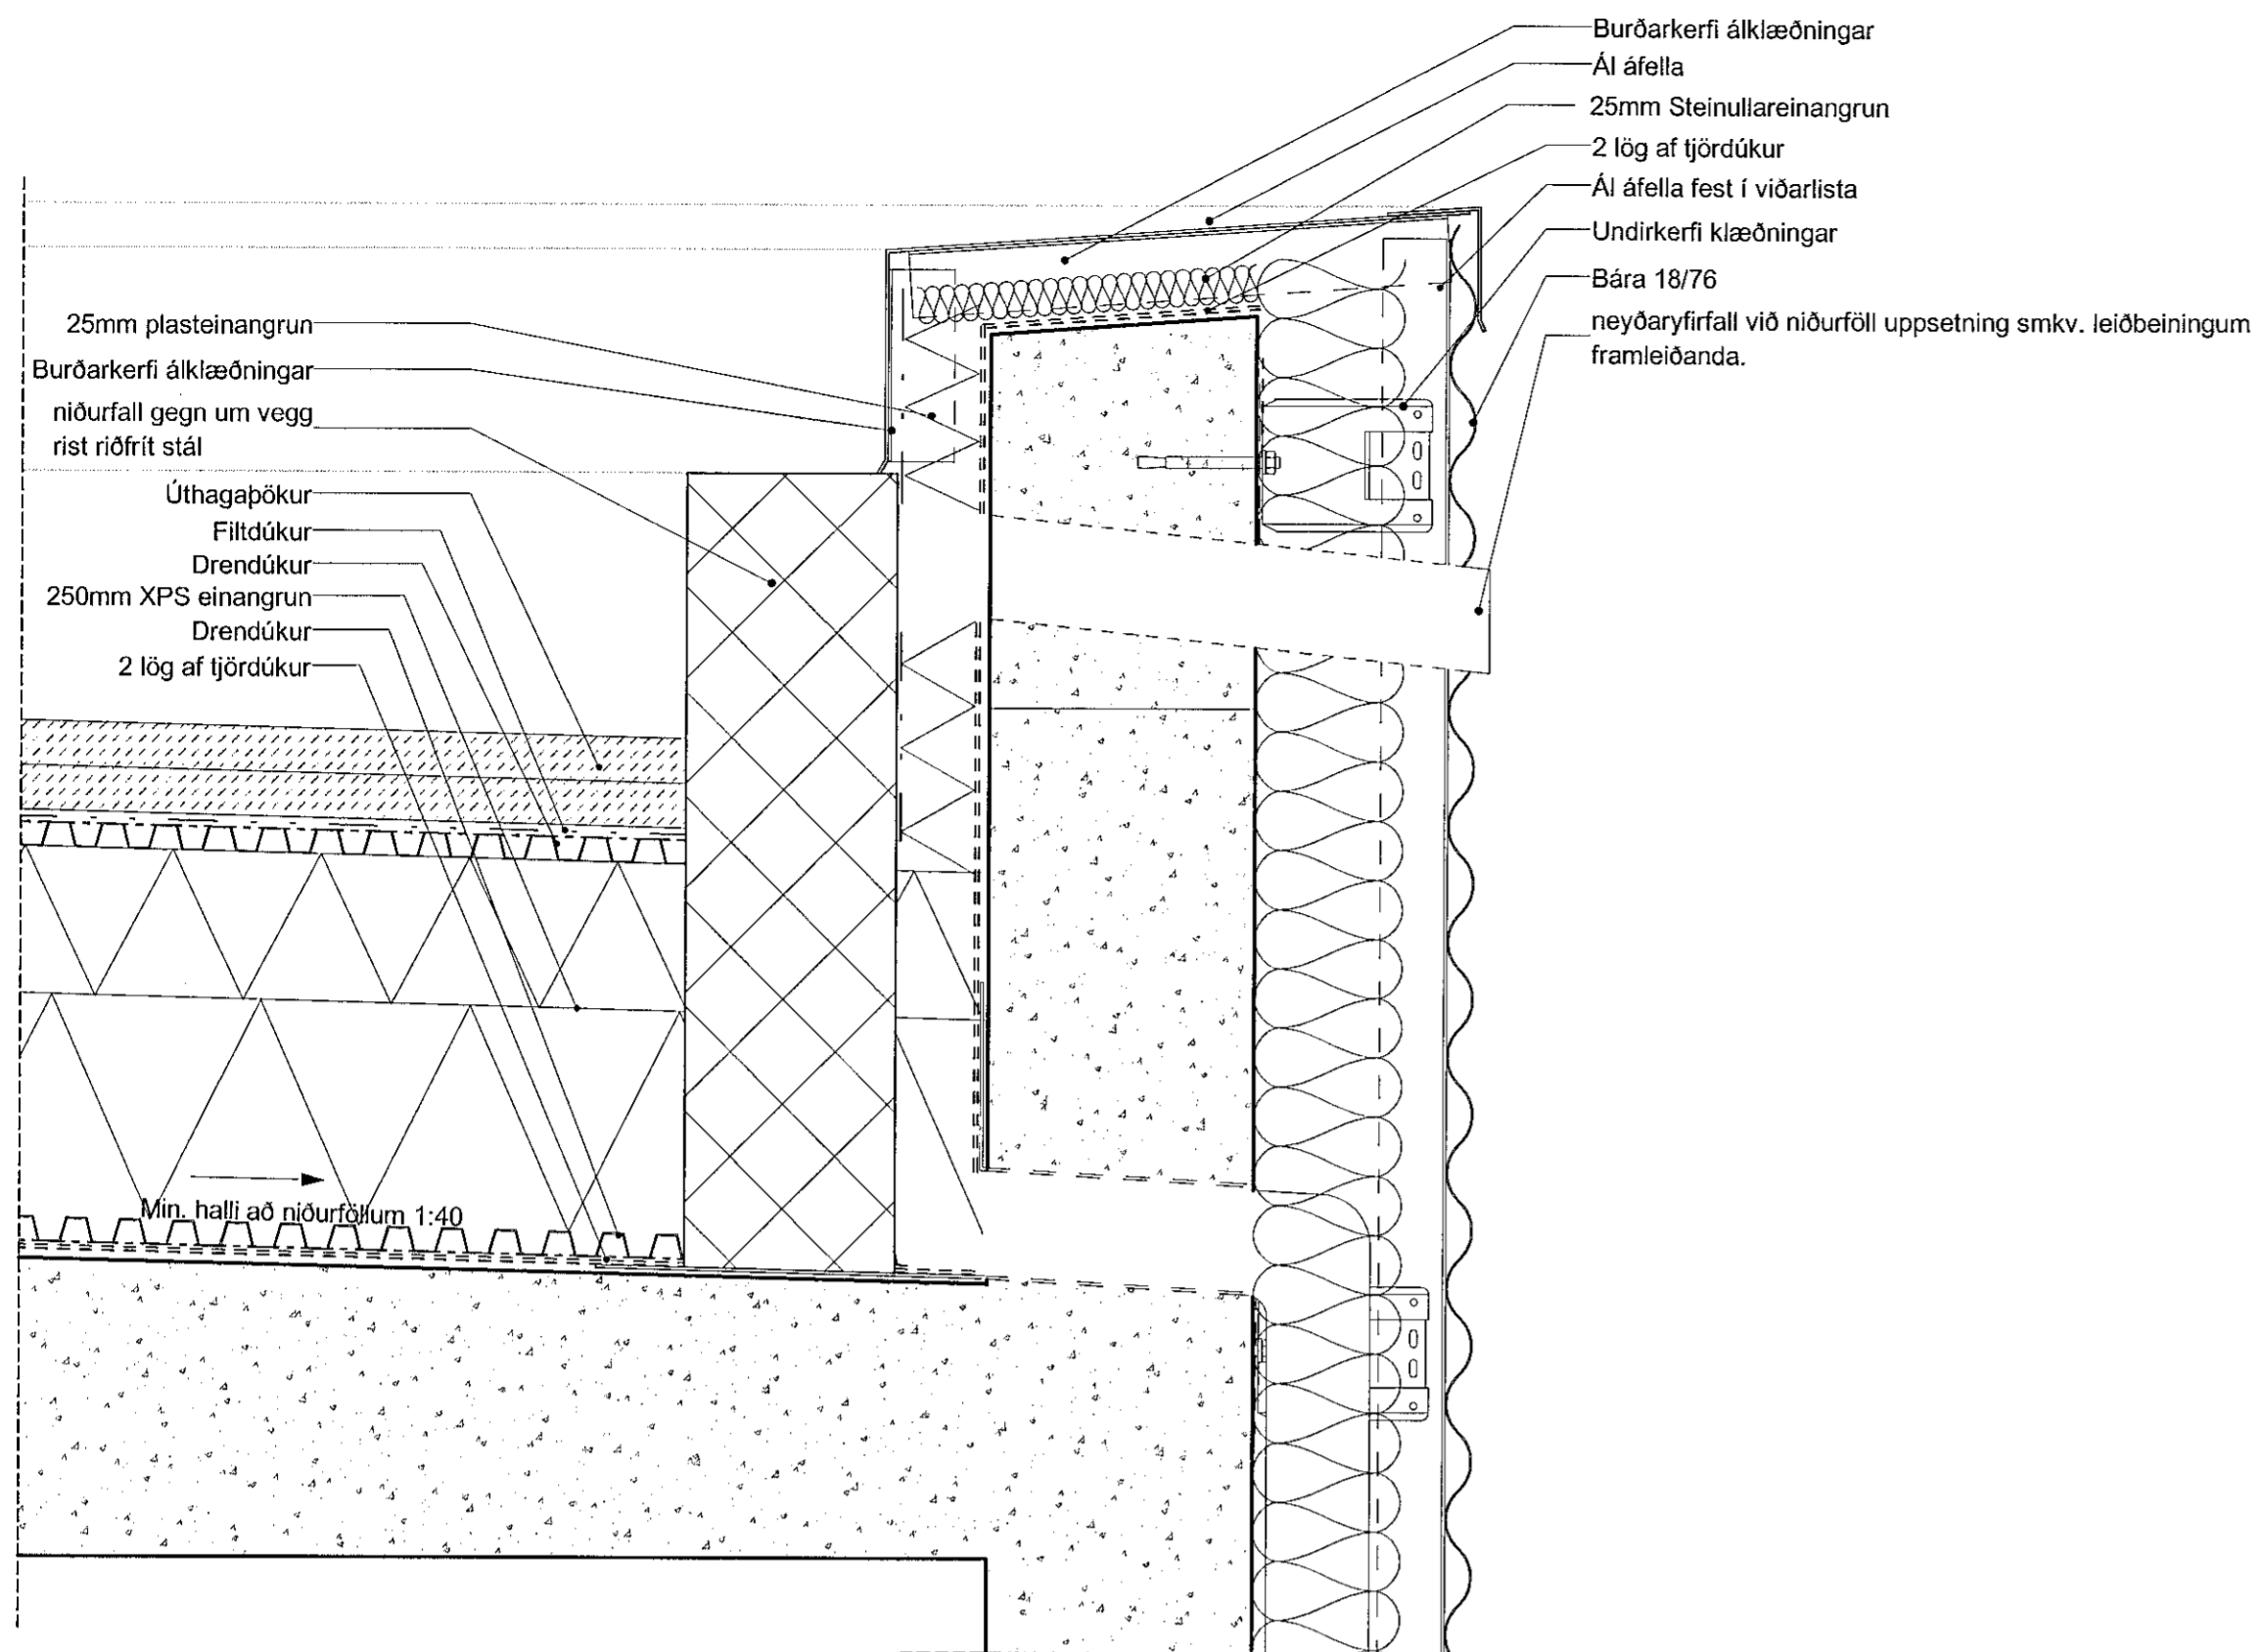 Burðarkerfi álklæðningar
Ál áfella
25mm Steinullareinangrun
2 lög af tjördúkur
Ál áfella fest í viðarlista
Undirkerfi klæðningar
Bára 18/76
neyðaryfirfall við niðurföll uppsetning smkv. leiðbeiningum
framleiðanda.
25mm plasteinangrun
Burðarkerfi álklæðningar
niðurfall gegn um vegg
rist riðfrít stál
Úthagaþökur
Filtdúkur
Drendúkur
250mm XPS einangrun
Drendúkur
2 lög af tjördúkur
Min. halli að niðurföllum 1:40